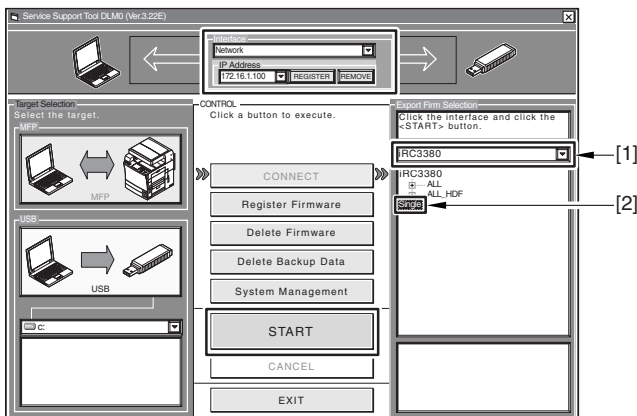 Service Support Tool DLM0 (Ver.3.22E)
Interface
Network
IP Address
172.16.1.100
REGISTER
REMOVE
Target Selection
Select the target.
MFP
MFP
USB
USB
C:
CONTROL
Click a button to execute.
CONNECT
Register Firmware
Delete Firmware
Delete Backup Data
System Management
START
CANCEL
EXIT
Export Firm Selection
Click the interface and click the
<START> button.
iRC3380
[1]
iRC3380
ALL
ALL_HDF
Single
[2]